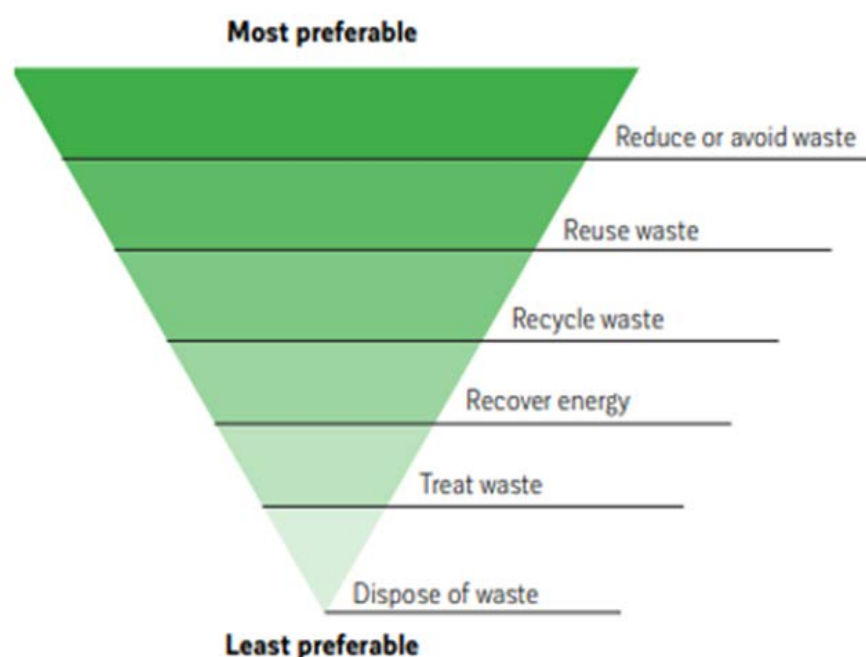 Most preferable
Reduce or avoid waste
Reuse waste
Recycle waste
Recover energy
Treat waste
Dispose of waste
Least preferable